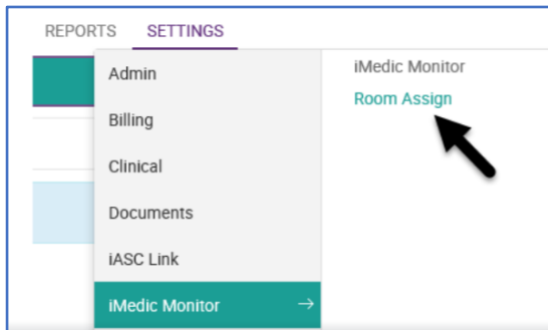 REPORTS SETTINGS
Admin
Billing
Clinical
Documents
iASC Link
iMedic Monitor →
iMedic Monitor
Room Assign